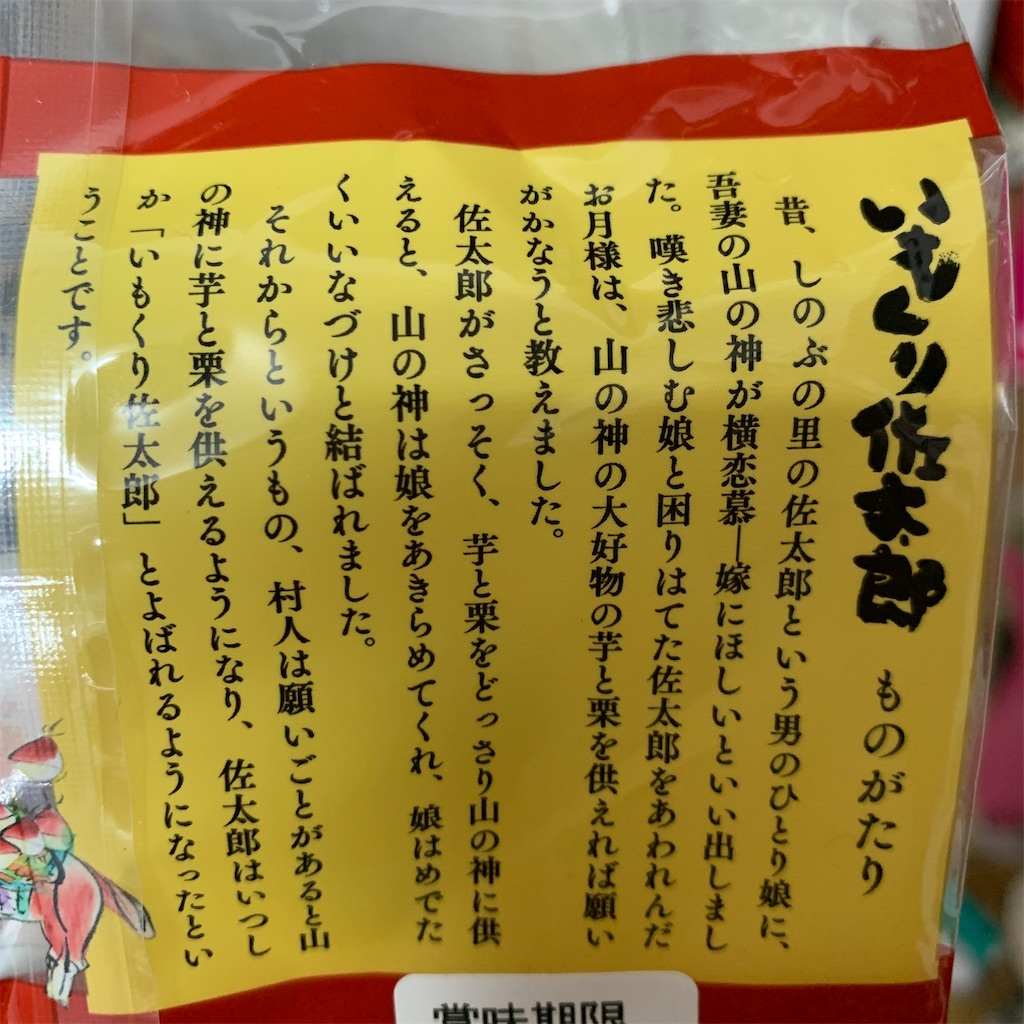 いもくり佐太郎 ものがたり
昔、しのぶの里の佐太郎という男のひとり娘に、
吾妻の山の神が横恋慕―嫁にほしいといい出しまし
た。嘆き悲しむ娘と困りはてた佐太郎をあわれんだ
お月様は、山の神の大好物の芋と栗を供えれば願い
がかなうと教えました。
佐太郎がさっそく、芋と栗をどっさり山の神に供
えると、山の神は娘をあきらめてくれ、娘はめでた
くいいなづけと結ばれました。
それからというもの、村人は願いごとがあると山
の神に芋と栗を供えるようになり、佐太郎はいつし
か「いもくり佐太郎」とよばれるようになったとい
うことです。
賞味期限